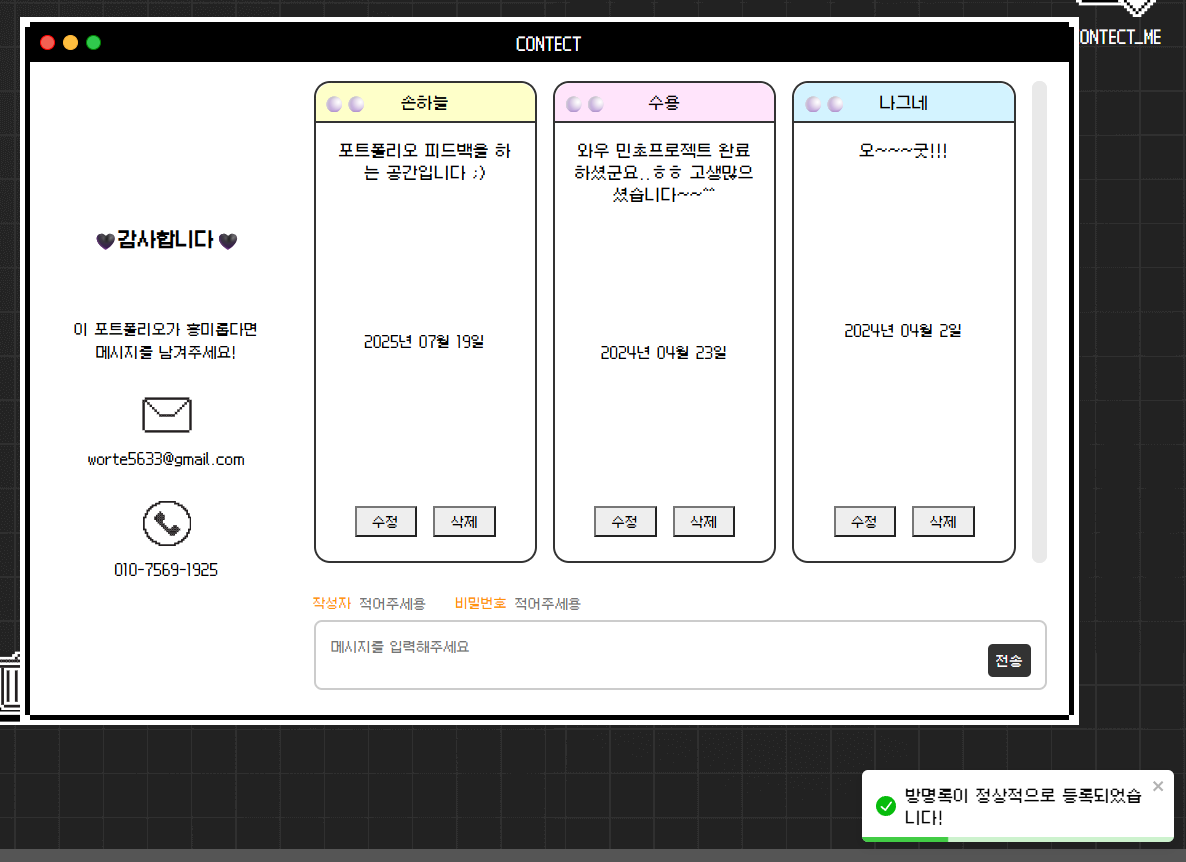 CONTECT
ONTECT_ME
🖤감사합니다🖤
이 포트폴리오가 흥미롭다면
메시지를 남겨주세요!
worte5633@gmail.com
010-7569-1925
손하늘
포트폴리오 피드백을 하
는 공간입니다 ;)
2025년 07월 19일
수정 삭제
수용
와우 민초프로젝트 완료
하셨군요..ㅎㅎ 고생많으
셨습니다~~^^
2024년 04월 23일
수정 삭제
나그네
오~~~굿!!!
2024년 04월 2일
수정 삭제
작성자 적어주세용 비밀번호 적어주세용
메시지를 입력해주세요
전송
방명록이 정상적으로 등록되었습
니다!